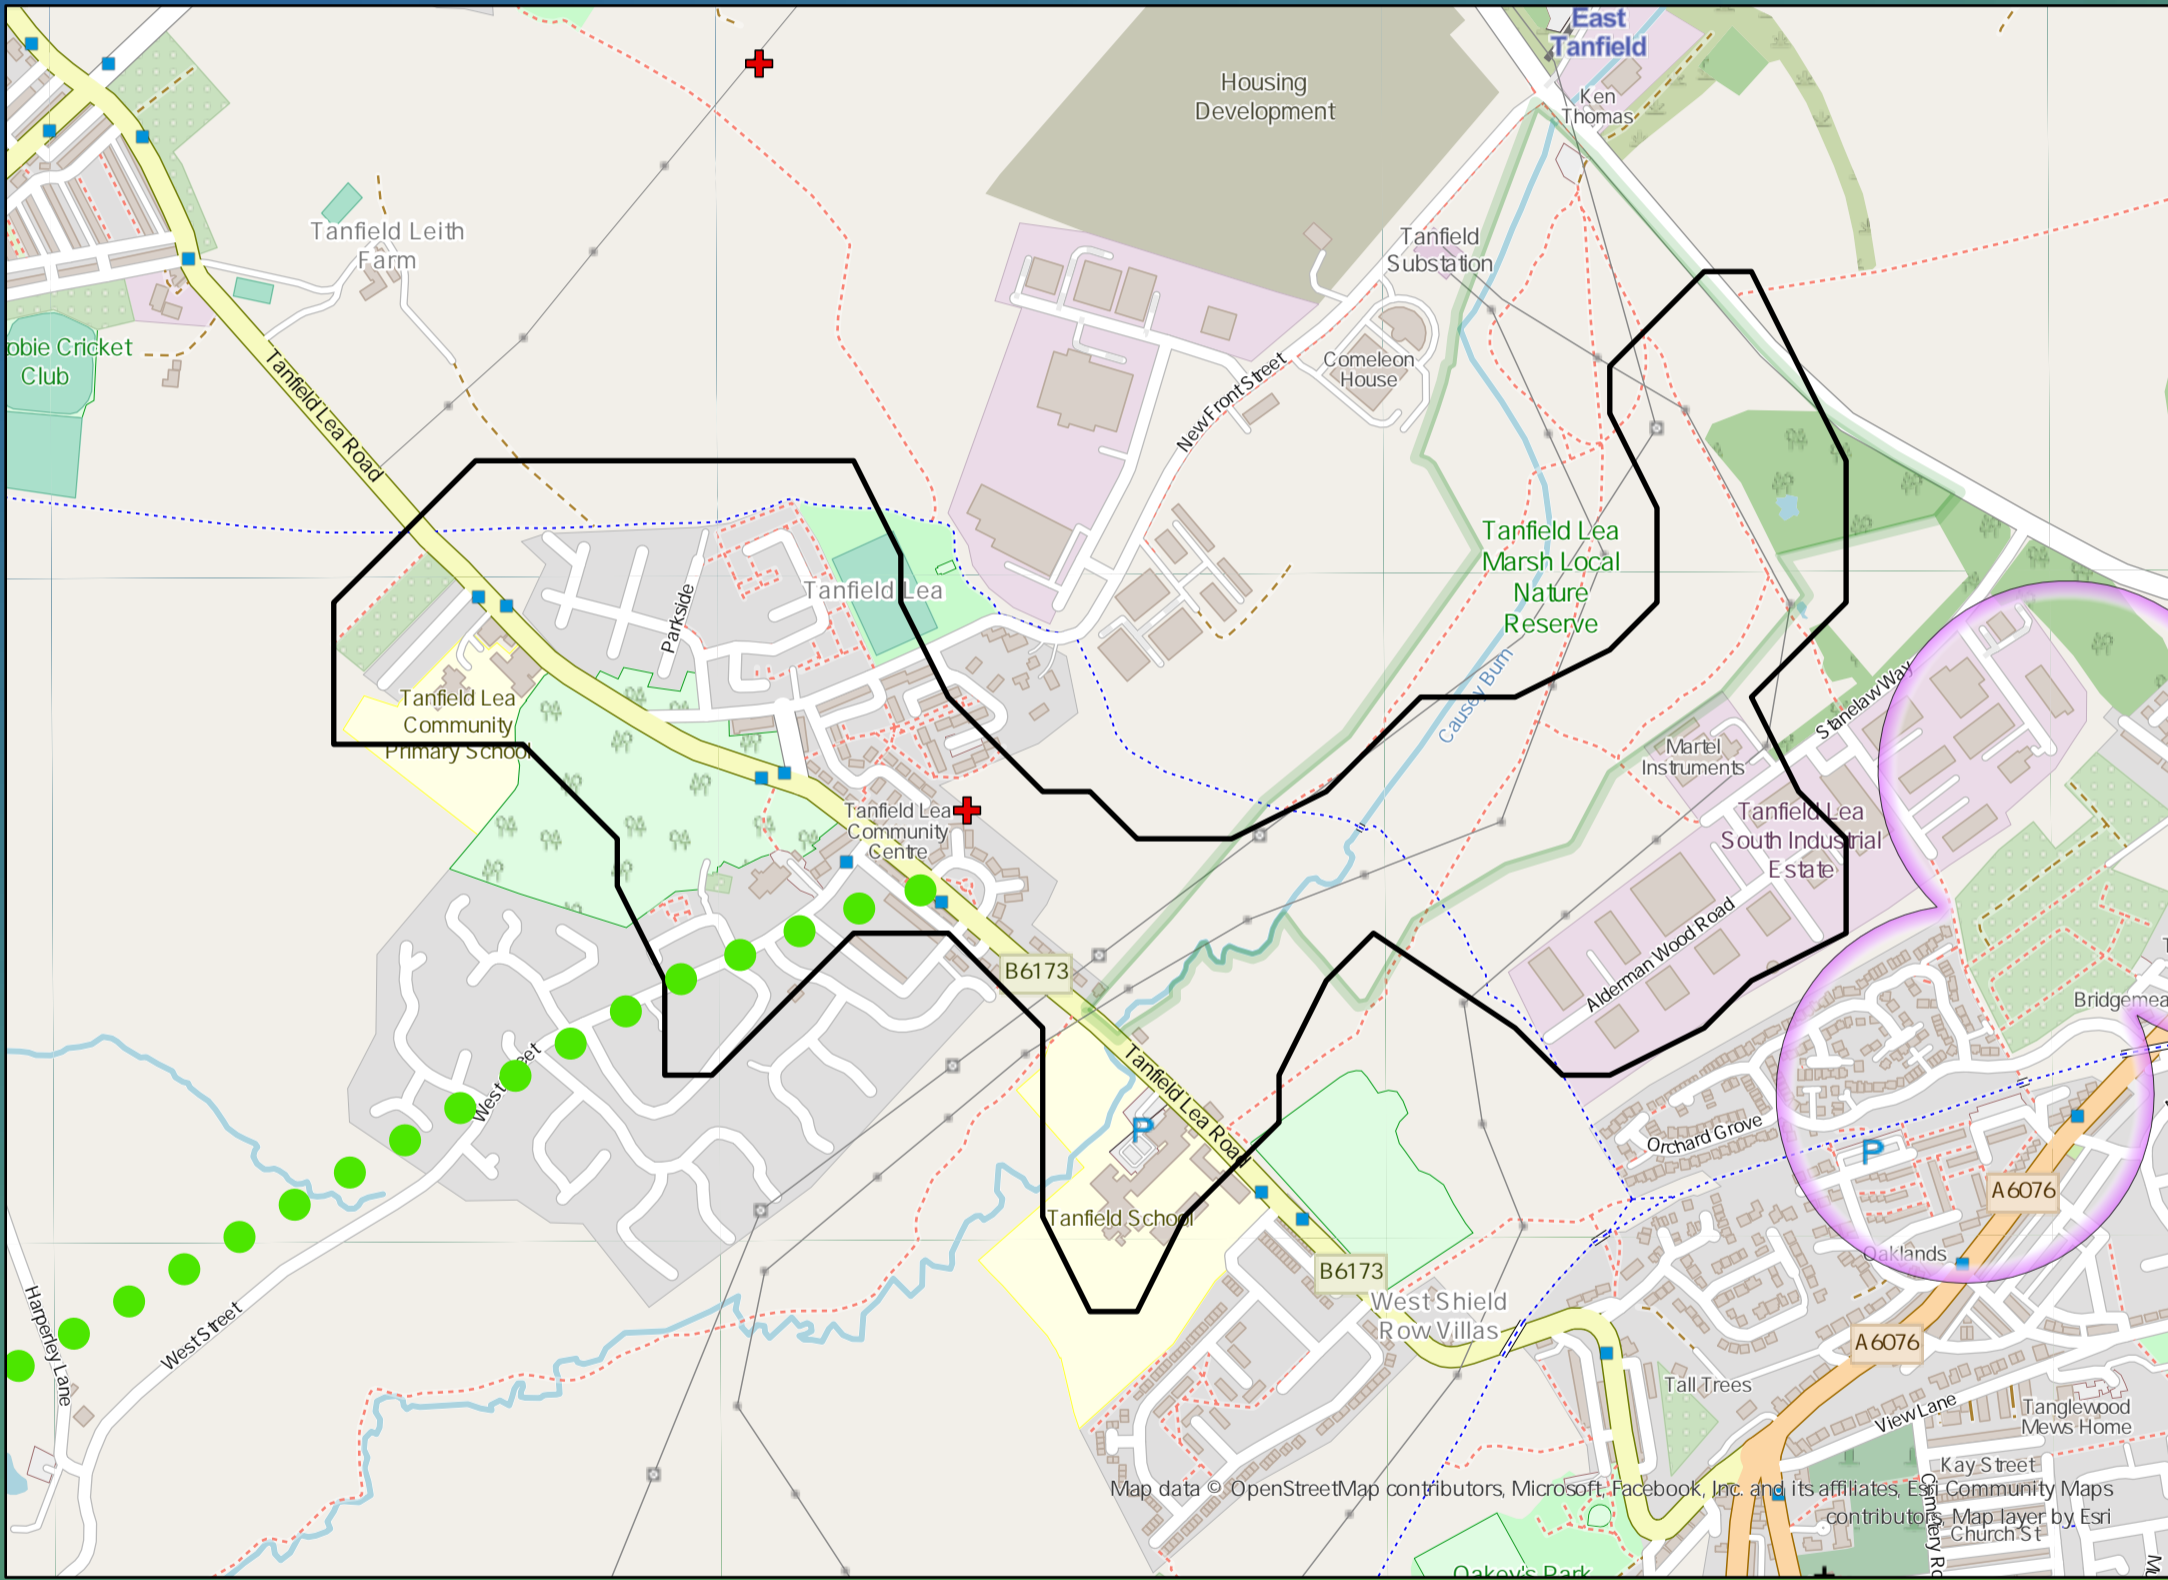 East
Tanfield
Housing
Development
Ken
Thomas
Tanfield Leith
Farm
Tanfield
Substation
obie Cricket
Club
Comeleon
House
Tanfield Lea Road
New Front Street
Tanfield Lea
Marsh Local
Nature
Reserve
Tanfield Lea
Parkside
Causey Burn
Stanelaw Way
Tanfield Lea
Community
Primary School
Martel
Instruments
Tanfield Lea
Community
Centre
Tanfield Lea
South Industrial
Estate
Alderman Wood Road
B6173
Bridgemea
West Street
Tanfield Lea Road
P
Orchard Grove
P
A6076
Tanfield School
Oaklands
B6173
West Shield
Row Villas
Harperley Lane
West Street
A6076
Tall Trees
View Lane
Tanglewood
Mews Home
Kay Street
Map data © OpenStreetMap contributors, Microsoft, Facebook, Inc. and its affiliates, Esri Community Maps
contributors, Map layer by Esri
Church St
Oakey's Park